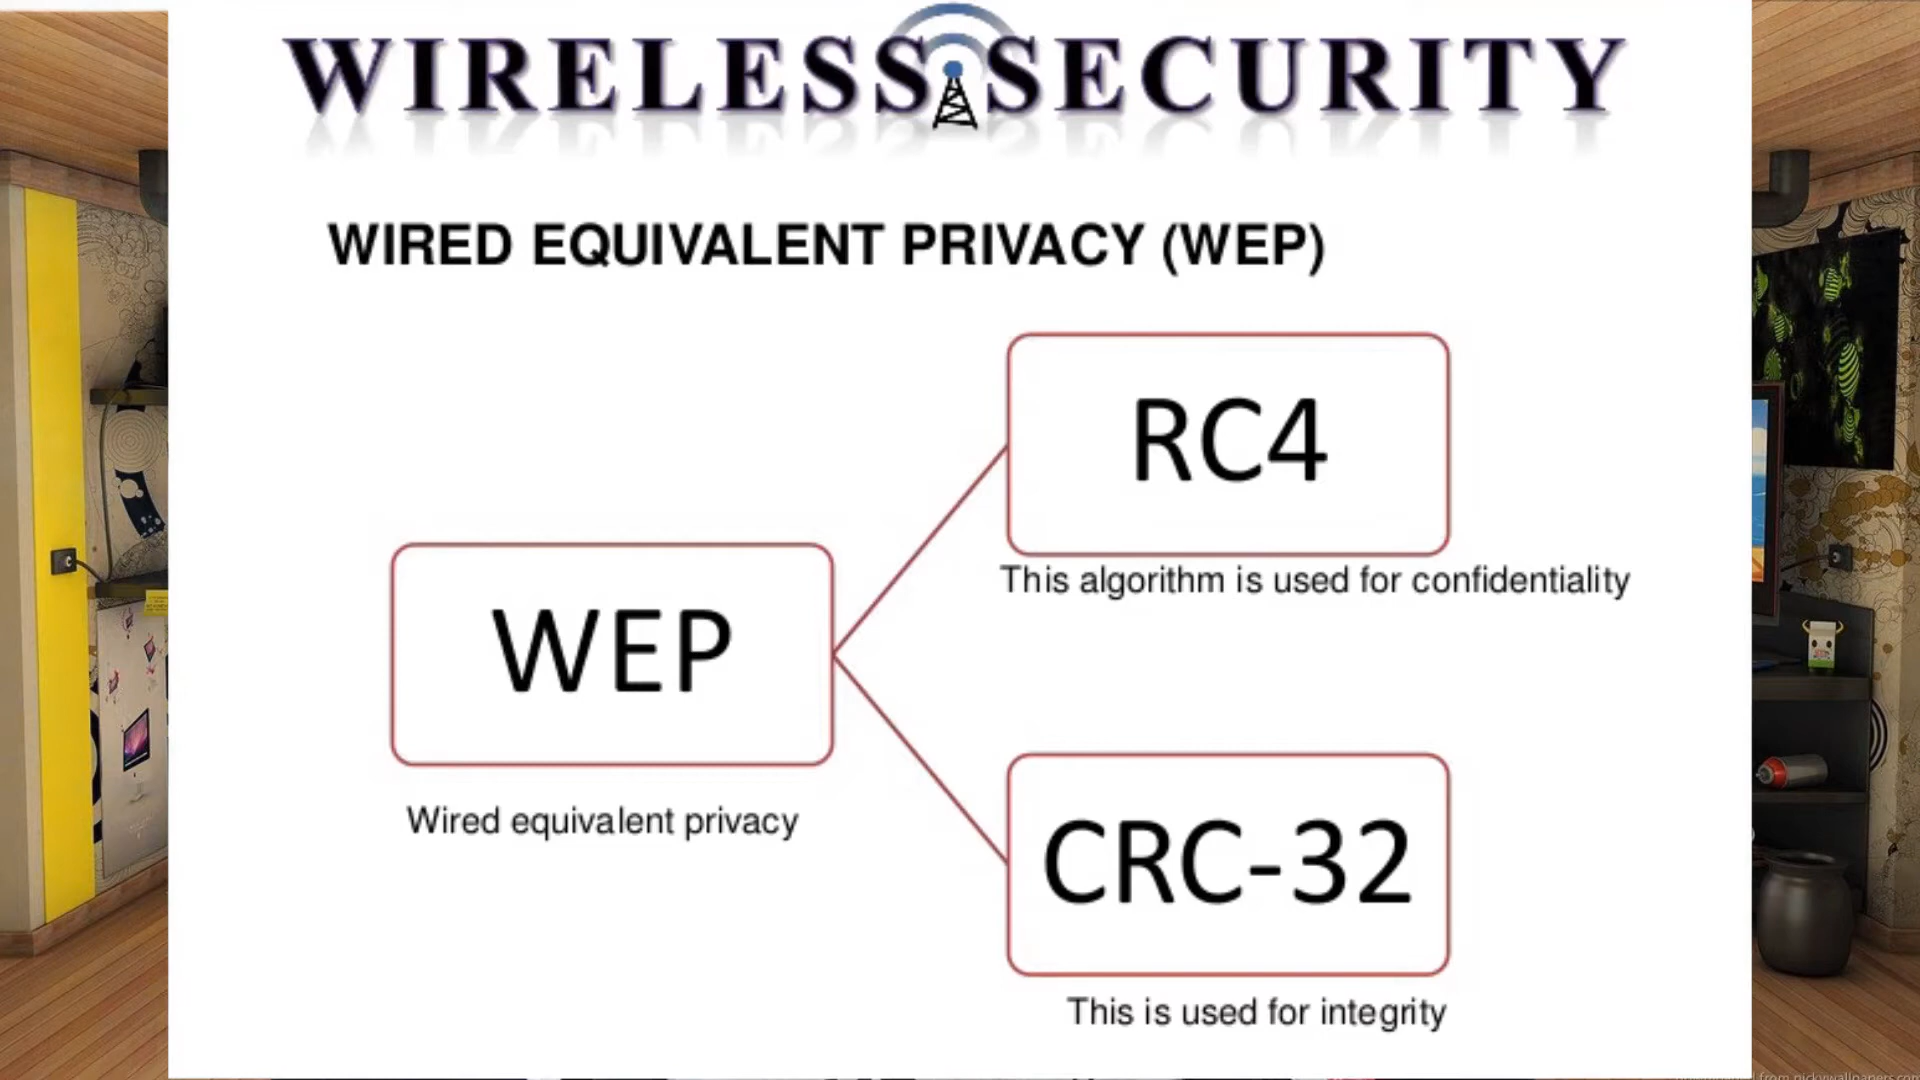 WIRELESS SECURITY
WIRED EQUIVALENT PRIVACY (WEP)
RC4
This algorithm is used for confidentiality
WEP
Wired equivalent privacy
CRC-32
This is used for integrity